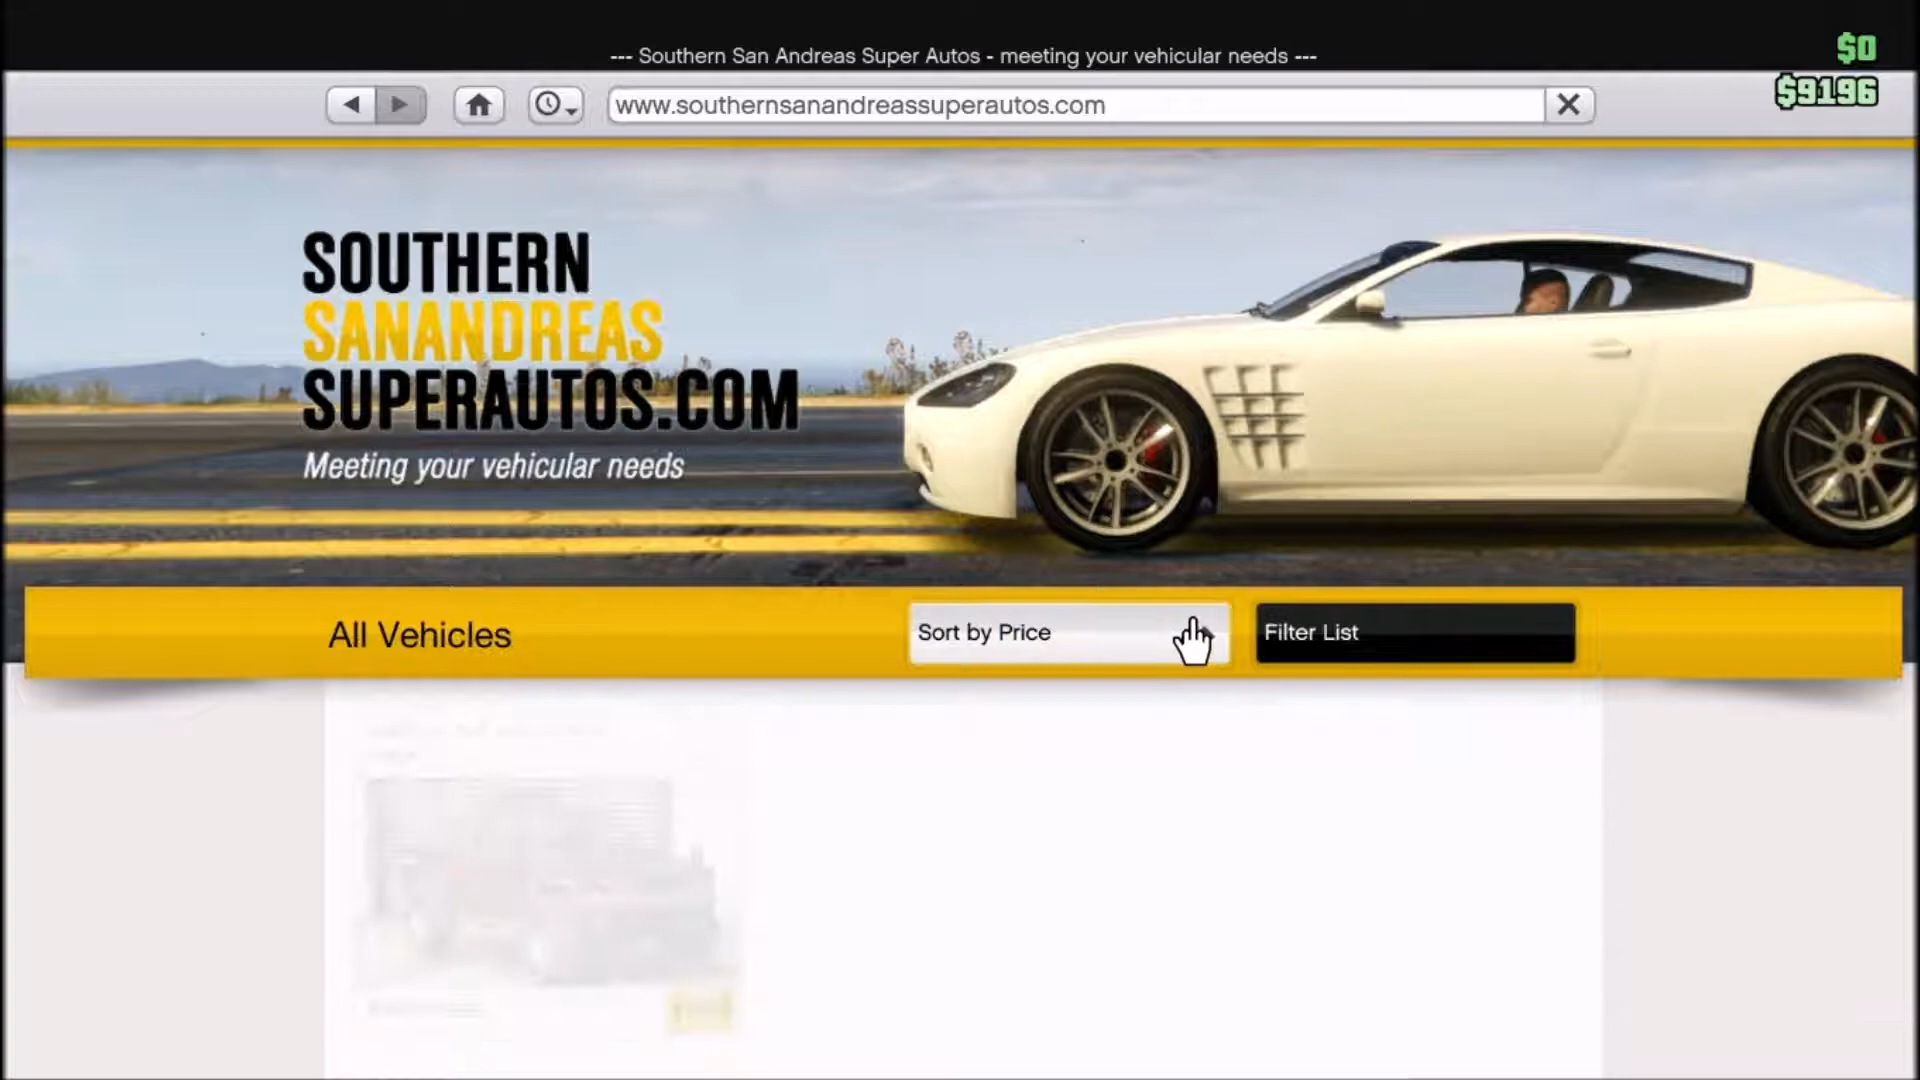 --- Southern San Andreas Super Autos - meeting your vehicular needs ---
$0
$9196
www.southernsanandreassuperautos.com
SOUTHERN
SANANDREAS
SUPERAUTOS.COM
Meeting your vehicular needs
All Vehicles
Sort by Price
Filter List